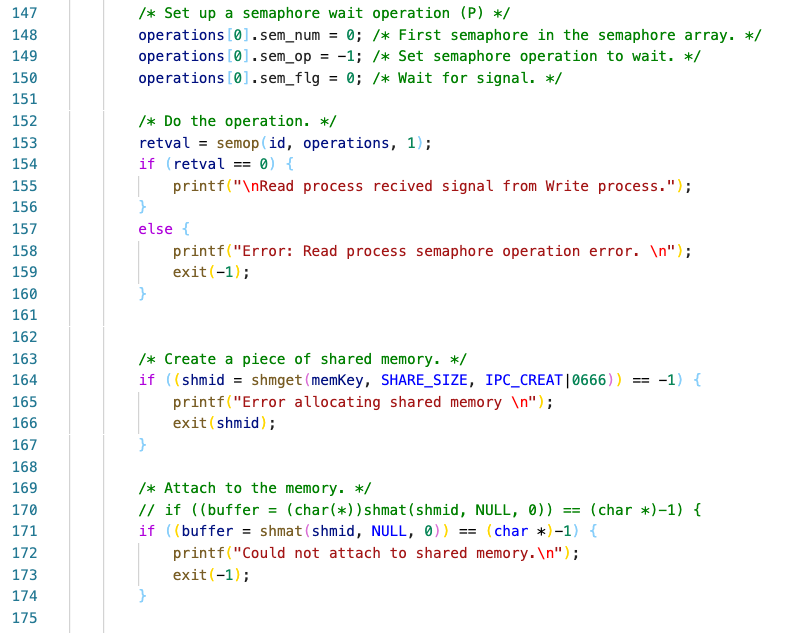 147 /* Set up a semaphore wait operation (P) */
148 operations[0].sem_num = 0; /* First semaphore in the semaphore array. */
149 operations[0].sem_op = -1; /* Set semaphore operation to wait. */
150 operations[0].sem_flg = 0; /* Wait for signal. */
151
152 /* Do the operation. */
153 retval = semop(id, operations, 1);
154 if (retval == 0) {
155 printf("\nRead process recived signal from Write process.");
156 }
157 else {
158 printf("Error: Read process semaphore operation error. \n");
159 exit(-1);
160 }
161
162
163 /* Create a piece of shared memory. */
164 if ((shmid = shmget(memKey, SHARE_SIZE, IPC_CREAT|0666)) == -1) {
165 printf("Error allocating shared memory \n");
166 exit(shmid);
167 }
168
169 /* Attach to the memory. */
170 // if ((buffer = (char(*))shmat(shmid, NULL, 0)) == (char *)-1) {
171 if ((buffer = shmat(shmid, NULL, 0)) == (char *)-1) {
172 printf("Could not attach to shared memory.\n");
173 exit(-1);
174 }
175